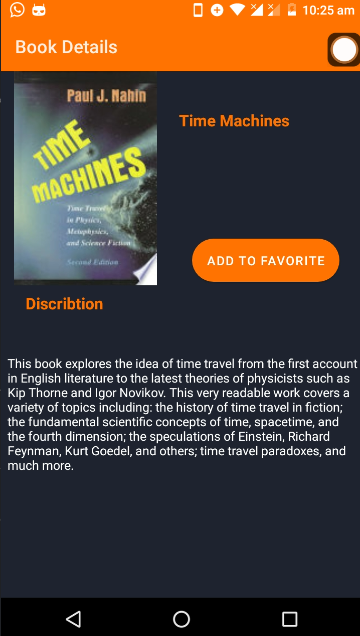 10:25 am
Book Details
Paul J. Nahin
TIME
MACHINES
Time Travel
in Physics,
Metaphysics,
and Science Fiction
Second Edition
Time Machines
ADD TO FAVORITE
Discribtion
This book explores the idea of time travel from the first account
in English literature to the latest theories of physicists such as
Kip Thorne and Igor Novikov. This very readable work covers a
variety of topics including: the history of time travel in fiction;
the fundamental scientific concepts of time, spacetime, and
the fourth dimension; the speculations of Einstein, Richard
Feynman, Kurt Goedel, and others; time travel paradoxes, and
much more.